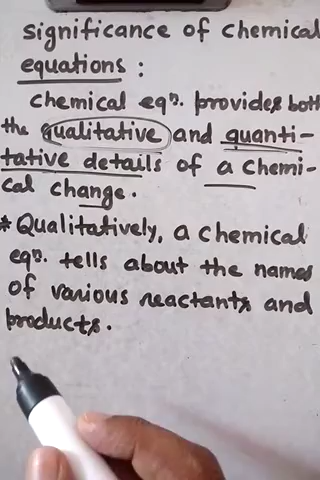 Significance of chemical
equations :
chemical eqⁿ. provides both
the qualitative and quanti-
tative details of a chemi-
cal change.
* Qualitatively, a chemical
eqⁿ. tells about the names
of various reactants and
products.